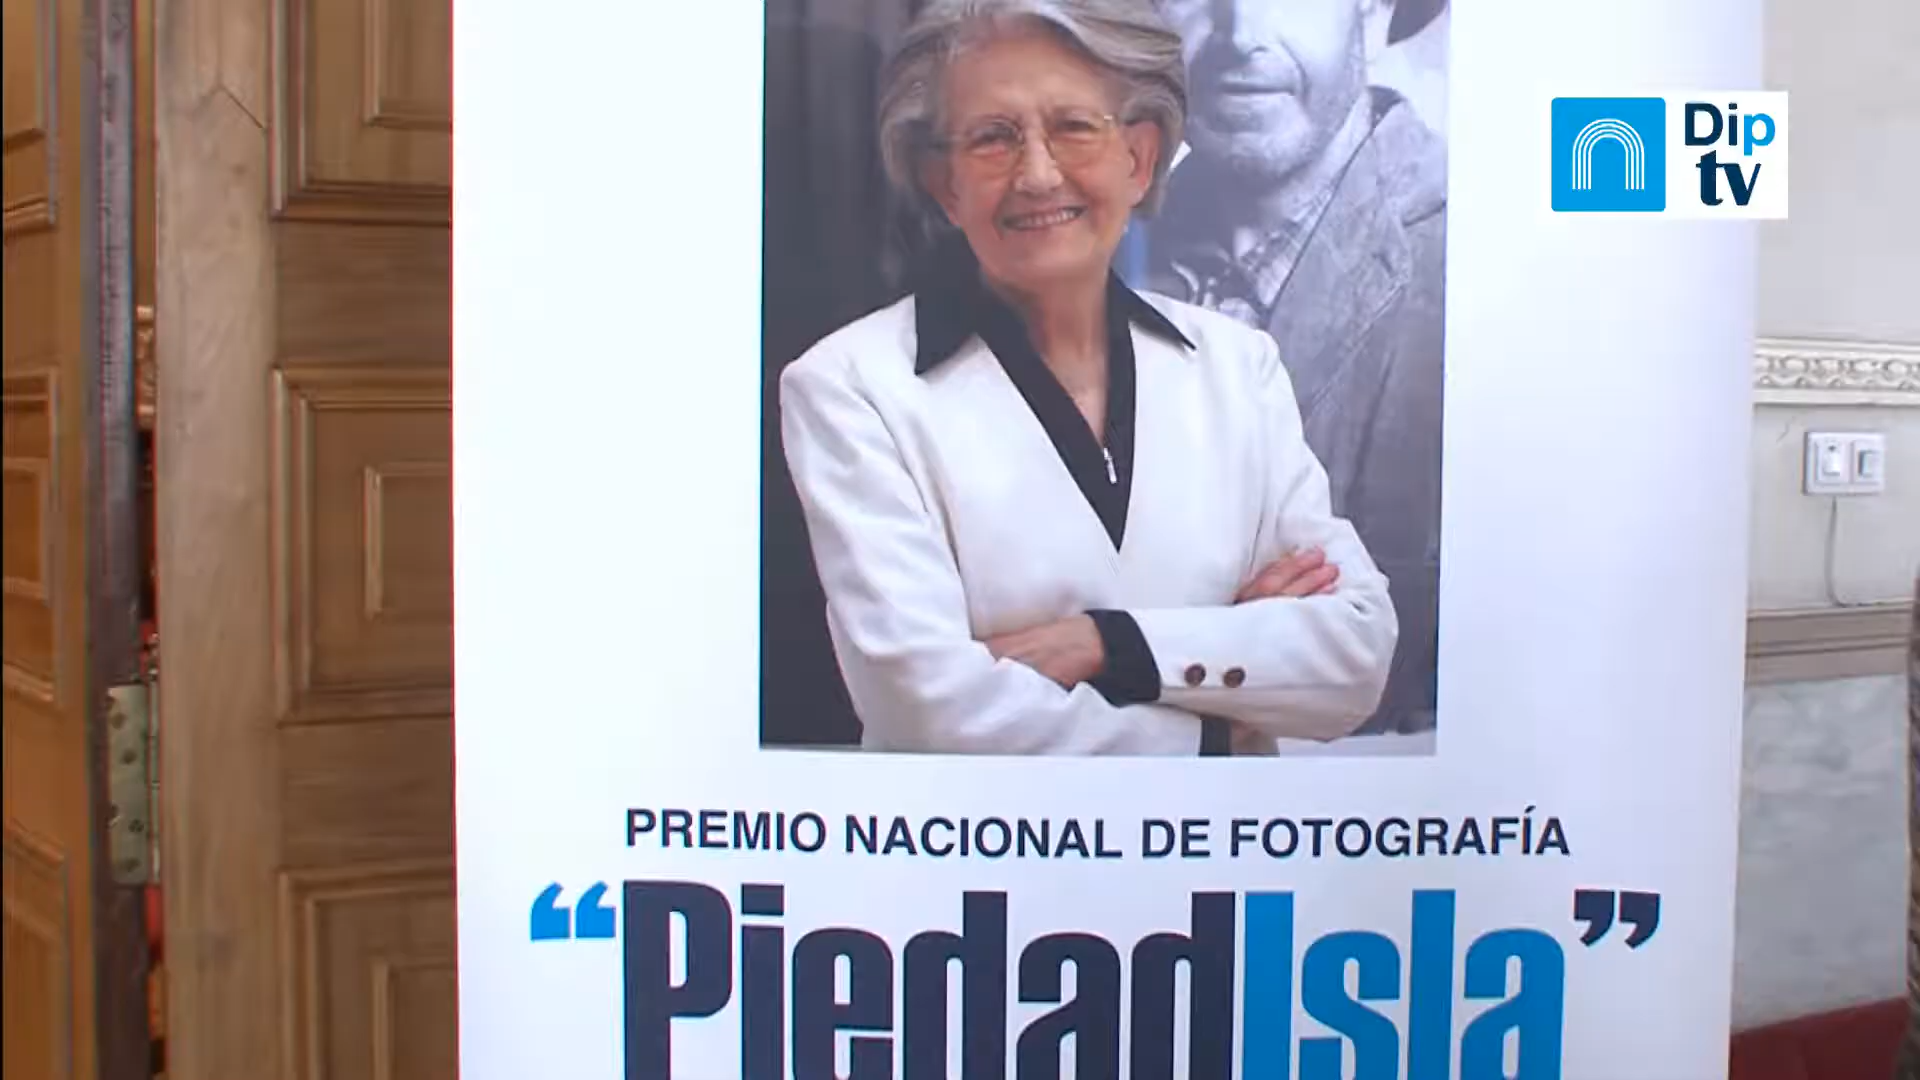 Dip
tv
PREMIO NACIONAL DE FOTOGRAFÍA
“PiedadIsla”